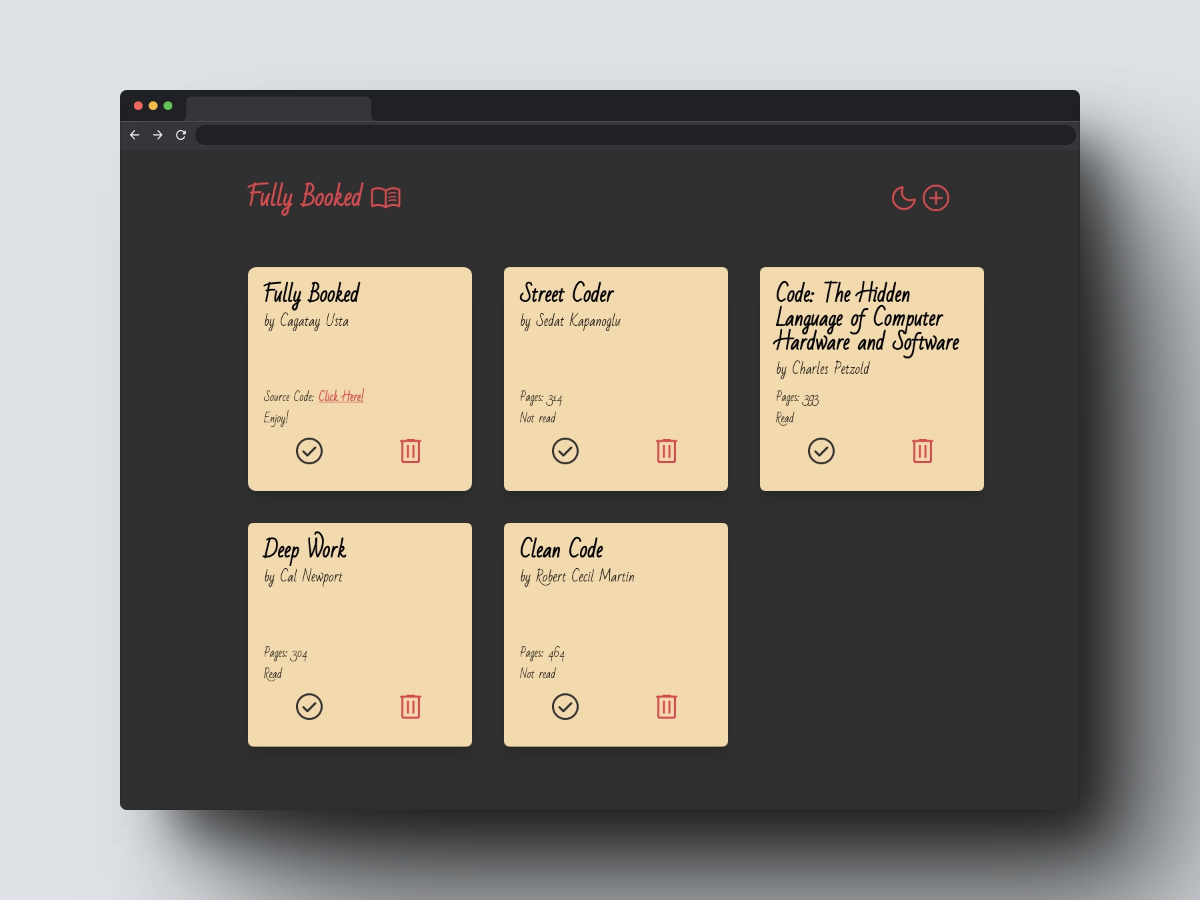 Fully Booked
Fully Booked
by Cagatay Usta
Source Code: Click Here!
Enjoy!
Street Coder
by Sedat Kapanoglu
Pages: 314
Not read
Code: The Hidden
Language of Computer
Hardware and Software
by Charles Petzold
Pages: 393
Read
Deep Work
by Cal Newport
Pages: 304
Read
Clean Code
by Robert Cecil Martin
Pages: 464
Not read